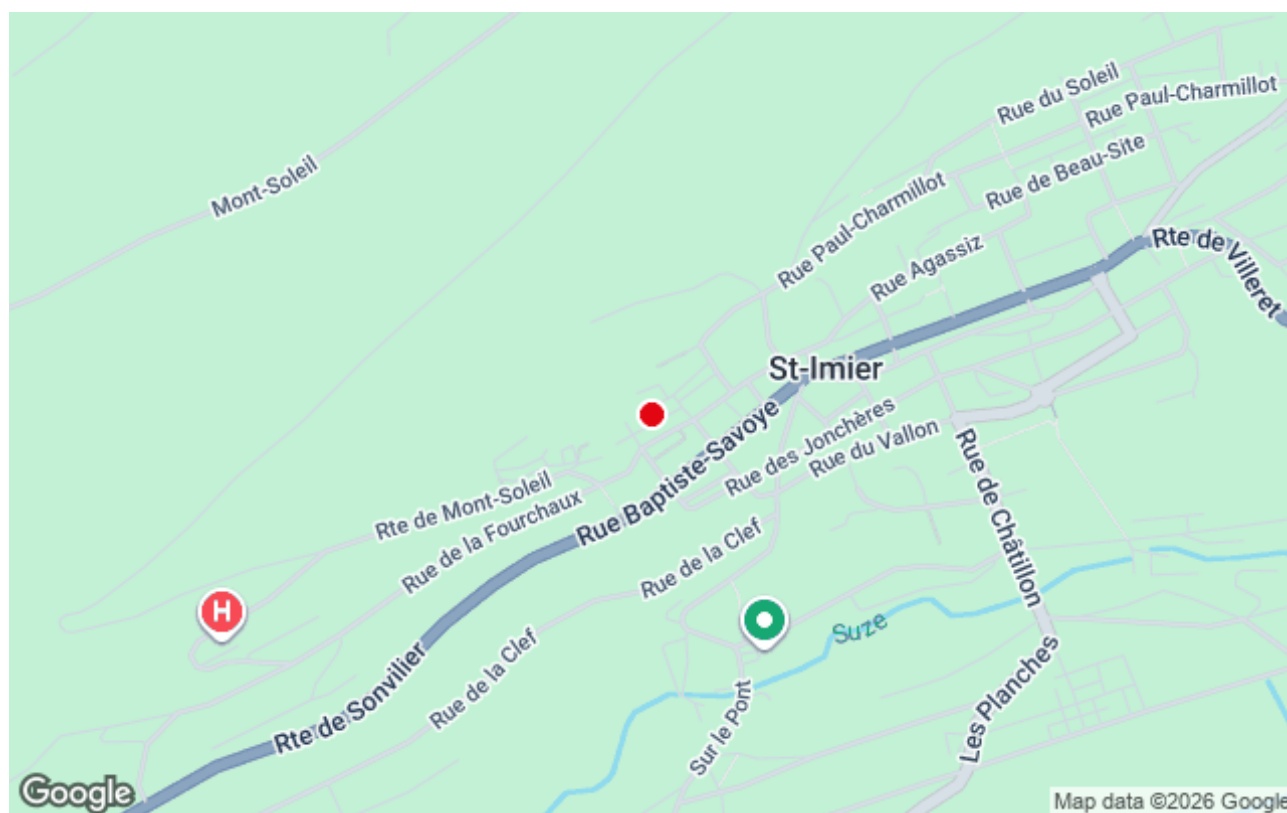 Rue du Soleil
Rue Paul-Charmillot
Mont-Soleil
Rue de Beau-Site
Rue Paul-Charmillot
Rte de Villeret
Rue Agassiz
St-Imier
Rue Baptiste-Savoye
Rue des Jonchères
Rue du Vallon
Rte de Mont-Soleil
Rue de la Fourchaux
Rue de Châtillon
Rue de la Clef
H
Suze
Rte de Sonvilier
Rue de la Clef
Sur le Pont
Les Planches
Google
Map data ©2026 Google